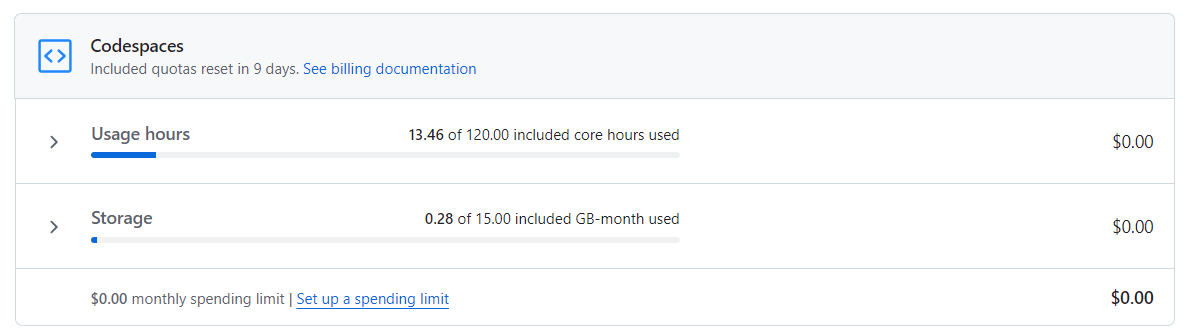 Codespaces
Included quotas reset in 9 days. See billing documentation
Usage hours 13.46 of 120.00 included core hours used $0.00
Storage 0.28 of 15.00 included GB-month used $0.00
$0.00 monthly spending limit | Set up a spending limit $0.00